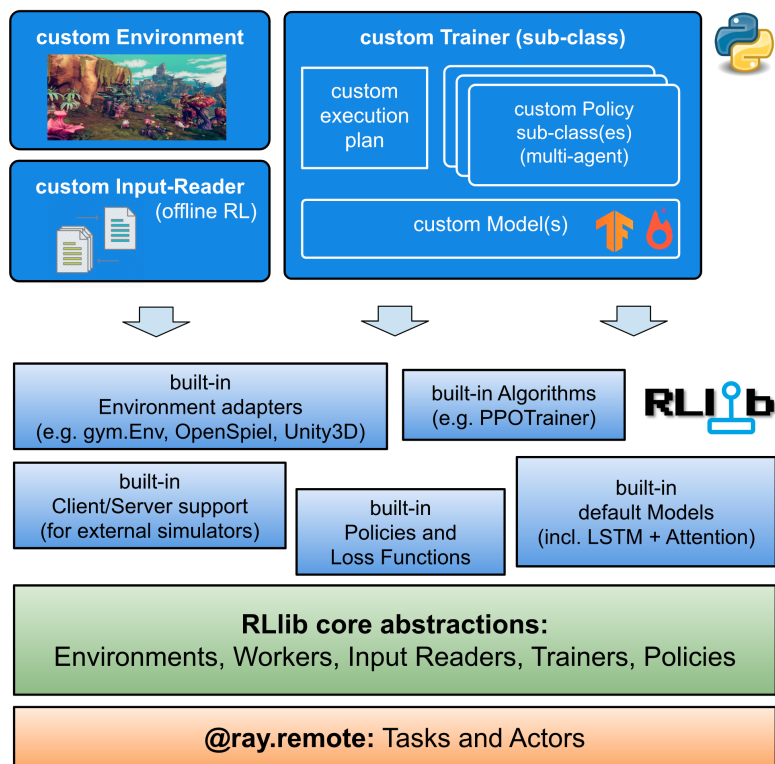 custom Environment
custom Input-Reader
(offline RL)
custom Trainer (sub-class)
custom
execution
plan
custom Policy
sub-class(es)
(multi-agent)
custom Model(s)
built-in
Environment adapters
(e.g. gym.Env, OpenSpiel, Unity3D)
built-in Algorithms
(e.g. PPOTrainer)
RLlib
built-in
Client/Server support
(for external simulators)
built-in
Policies and
Loss Functions
built-in
default Models
(incl. LSTM + Attention)
RLlib core abstractions:
Environments, Workers, Input Readers, Trainers, Policies
@ray.remote: Tasks and Actors